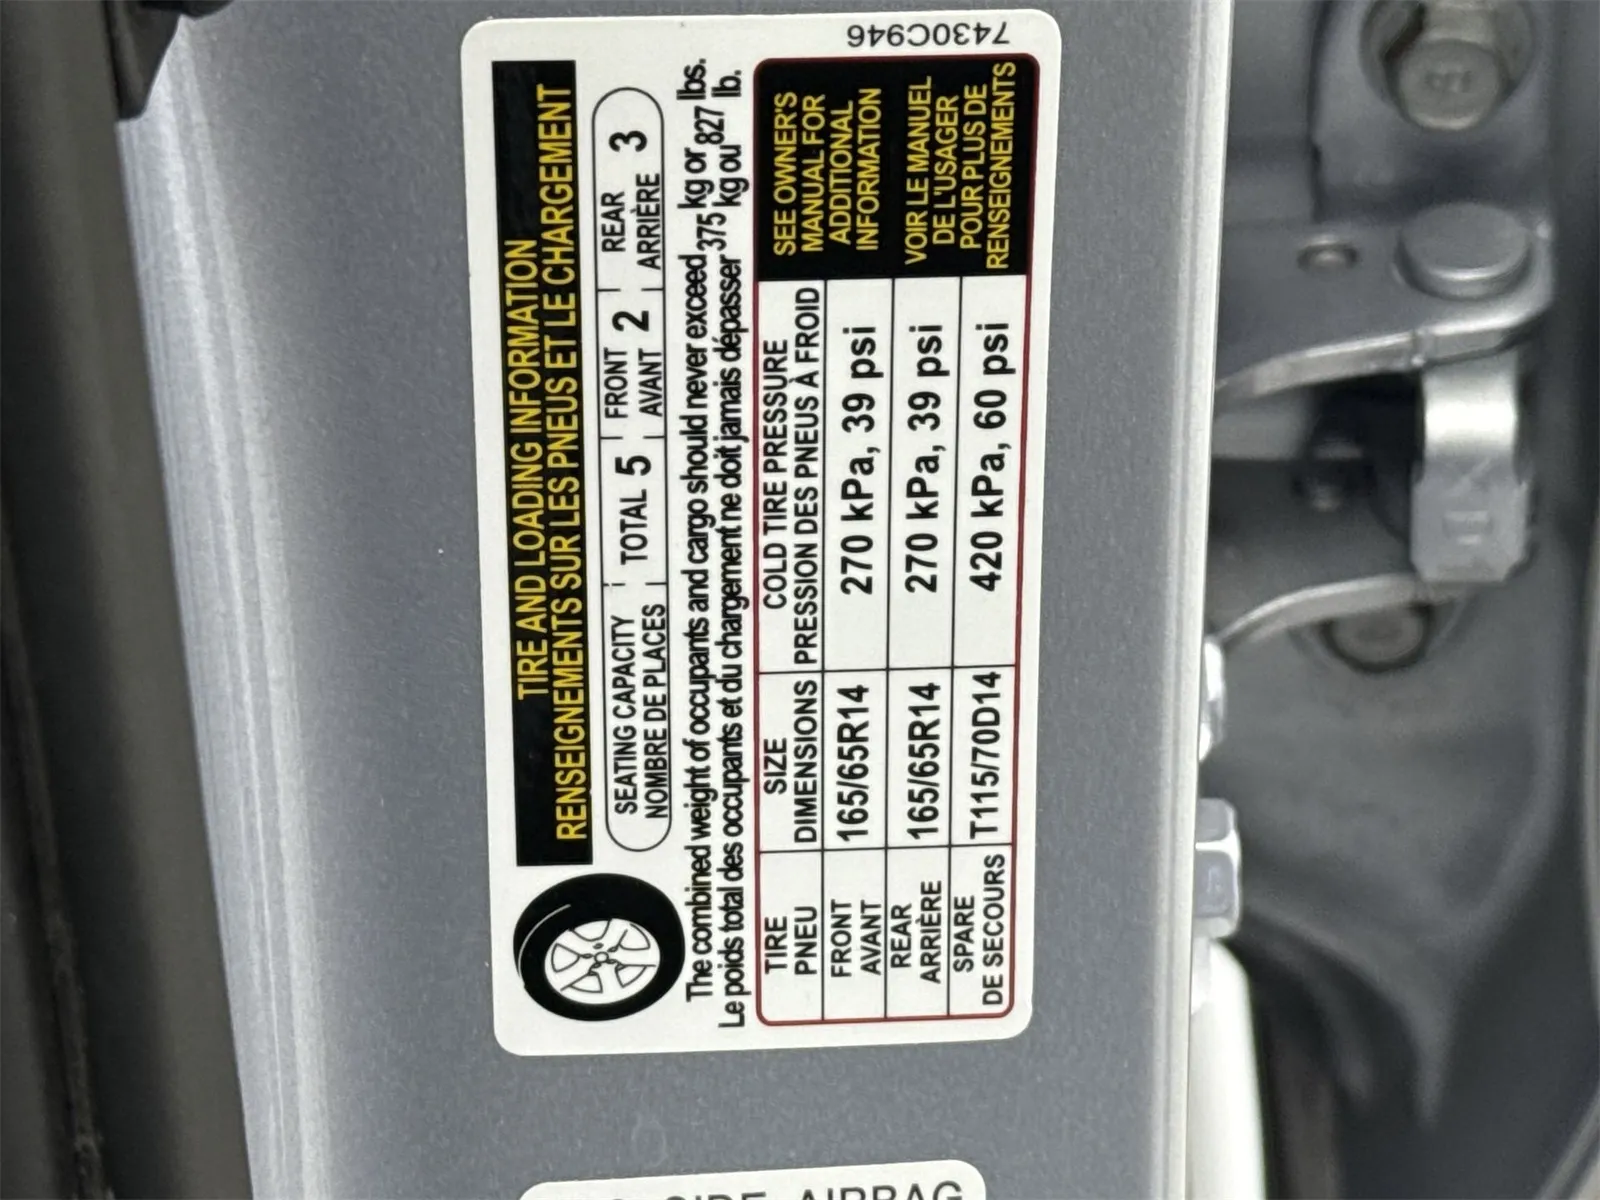 TIRE AND LOADING INFORMATION
RENSEIGNEMENTS SUR LES PNEUS ET LE CHARGEMENT
SEATING CAPACITY
NOMBRE DE PLACES
TOTAL 5
FRONT
AVANT 2
REAR
ARRIÈRE 3
The combined weight of occupants and cargo should never exceed 375 kg or 827 lbs.
Le poids total des occupants et du chargement ne doit jamais dépasser 375 kg ou 827 lb.
TIRE
PNEU
SIZE
DIMENSIONS
COLD TIRE PRESSURE
PRESSION DES PNEUS À FROID
FRONT
AVANT
165/65R14
270 kPa, 39 psi
REAR
ARRIÈRE
165/65R14
270 kPa, 39 psi
SPARE
DE SECOURS
T115/70D14
420 kPa, 60 psi
SEE OWNER'S
MANUAL FOR
ADDITIONAL
INFORMATION
VOIR LE MANUEL
DE L'USAGER
POUR PLUS DE
RENSEIGNEMENTS
7430C946
SIDE AIRBAG